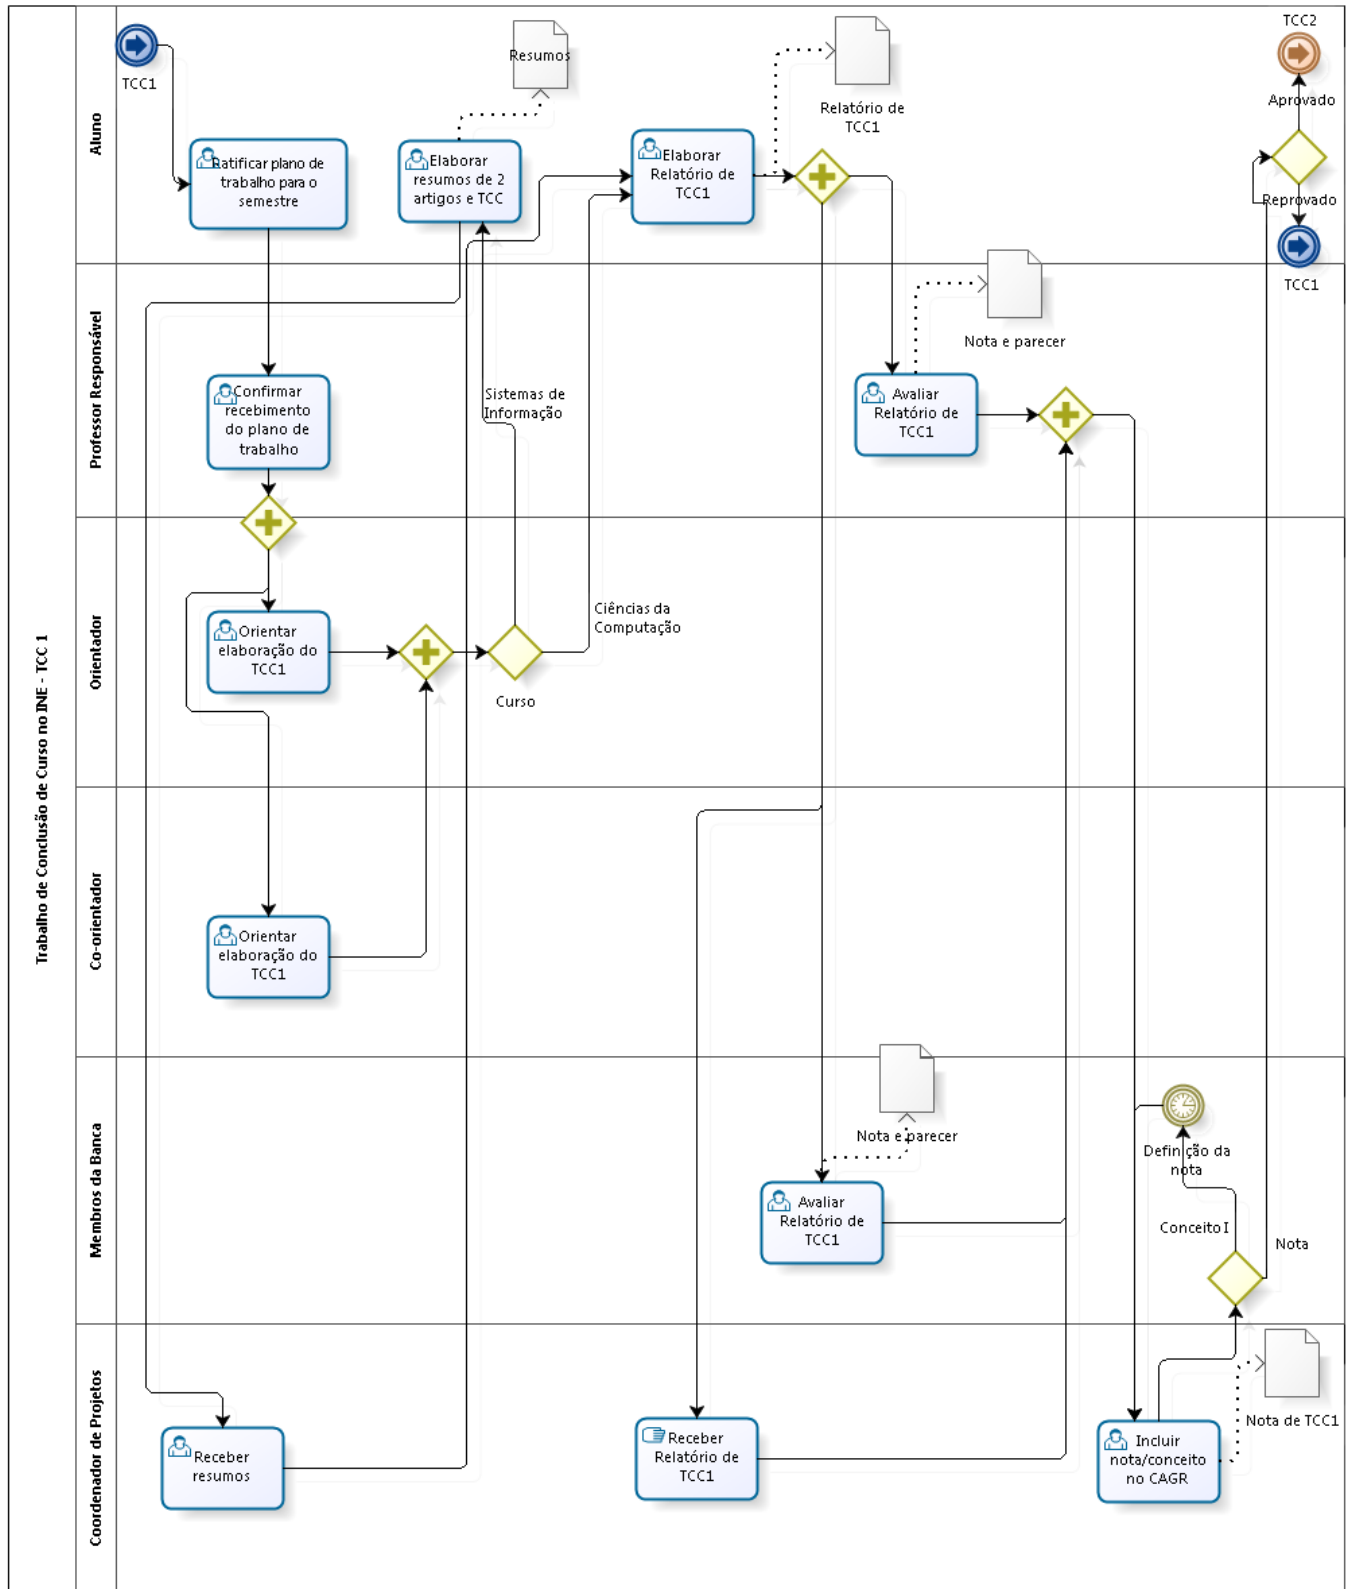 Trabalho de Conclusão de Curso no INE - TCC 1
Aluno
TCC1
Ratificar plano de
trabalho para o
semestre
Resumos
Elaborar
resumos de 2
artigos e TCC
Elaborar
Relatório de
TCC1
Relatório de
TCC1
TCC2
Aprovado
Reprovado
TCC1
Professor Responsável
Confirmar
recebimento
do plano de
trabalho
Sistemas de
Informação
Nota e parecer
Avaliar
Relatório de
TCC1
Orientador
Orientar
elaboração do
TCC1
Curso
Ciências da
Computação
Co-orientador
Orientar
elaboração do
TCC1
Membros da Banca
Nota e parecer
Avaliar
Relatório de
TCC1
Definição da
nota
Conceito I
Nota
Coordenador de Projetos
Receber
resumos
Receber
Relatório de
TCC1
Incluir
nota/conceito
no CAGR
Nota de TCC1